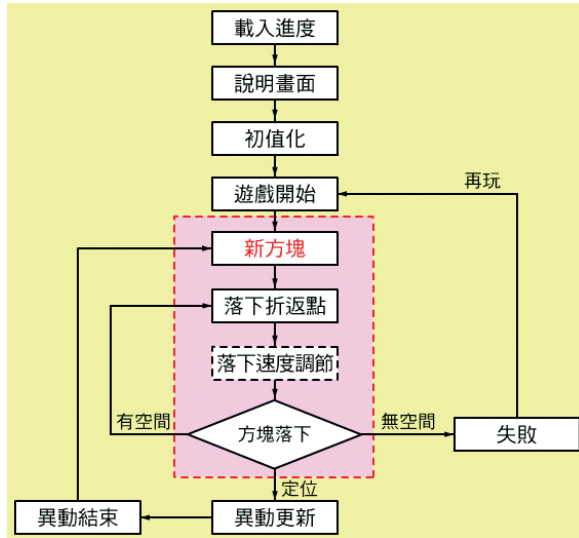 載入進度
說明畫面
初值化
遊戲開始
再玩
新方塊
落下折返點
落下速度調節
有空間
方塊落下
無空間
失敗
定位
異動結束
異動更新